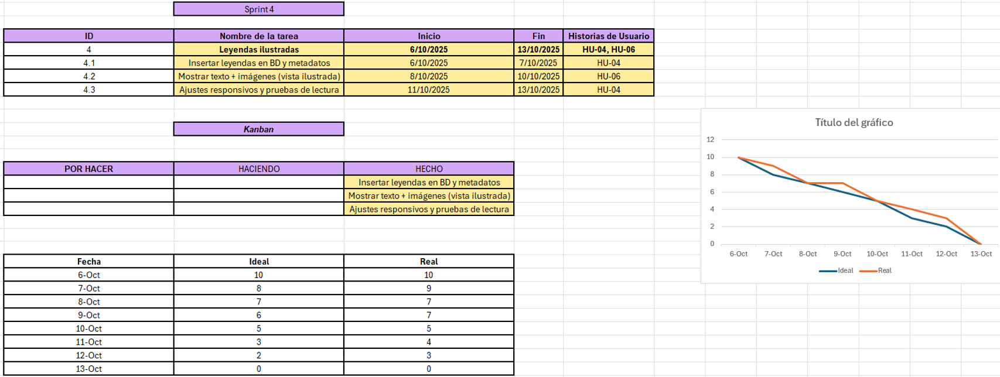 Sprint 4
ID Nombre de la tarea Inicio Fin Historias de Usuario
4 Leyendas ilustradas 6/10/2025 13/10/2025 HU-04, HU-06
4.1 Insertar leyendas en BD y metadatos 6/10/2025 7/10/2025 HU-04
4.2 Mostrar texto + imágenes (vista ilustrada) 8/10/2025 10/10/2025 HU-06
4.3 Ajustes responsivos y pruebas de lectura 11/10/2025 13/10/2025 HU-04
Kanban
POR HACER HACIENDO HECHO
Insertar leyendas en BD y metadatos
Mostrar texto + imágenes (vista ilustrada)
Ajustes responsivos y pruebas de lectura
Fecha Ideal Real
6-Oct 10 10
7-Oct 8 9
8-Oct 7 7
9-Oct 6 7
10-Oct 5 5
11-Oct 3 4
12-Oct 2 3
13-Oct 0 0
Título del gráfico
12
10
8
6
4
2
0
6-Oct 7-Oct 8-Oct 9-Oct 10-Oct 11-Oct 12-Oct 13-Oct
Ideal Real